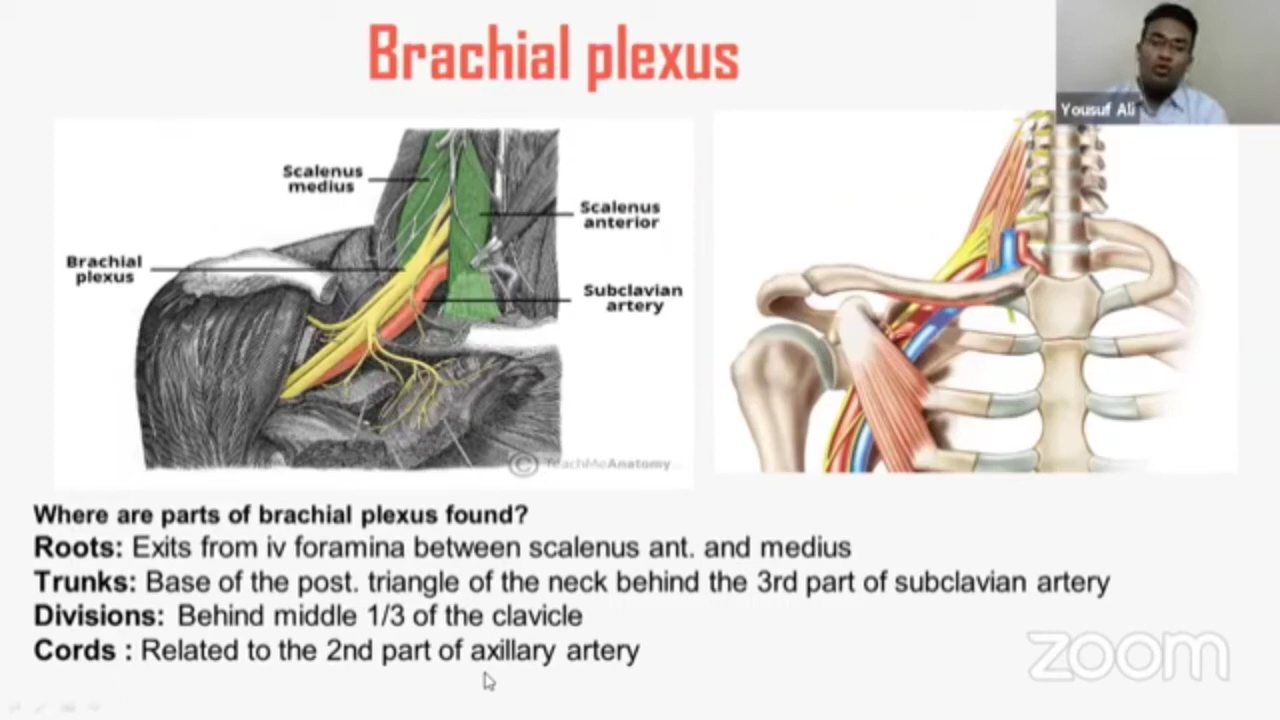 Brachial plexus
Yousuf Ali
Scalenus
medius
Scalenus
anterior
Brachial
plexus
Subclavian
artery
© TeachMeAnatomy
Where are parts of brachial plexus found?
Roots: Exits from iv foramina between scalenus ant. and medius
Trunks: Base of the post. triangle of the neck behind the 3rd part of subclavian artery
Divisions: Behind middle 1/3 of the clavicle
Cords : Related to the 2nd part of axillary artery
zoom